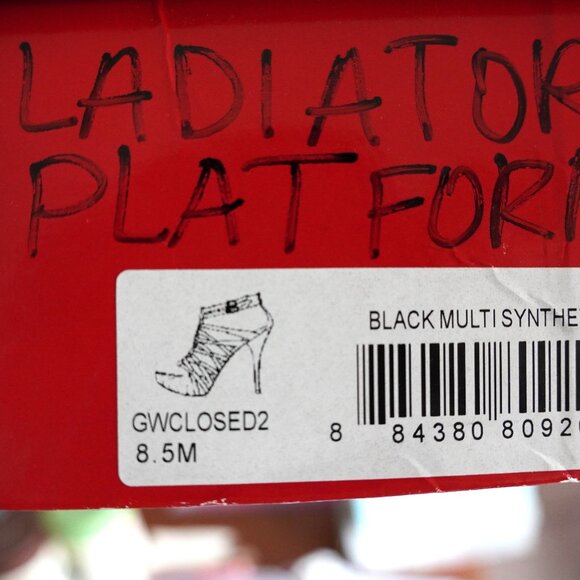 LADIATOR
PLATFORM
BLACK MULTI SYNTHE
GWCLOSED2
8.5M
8 84380 8092